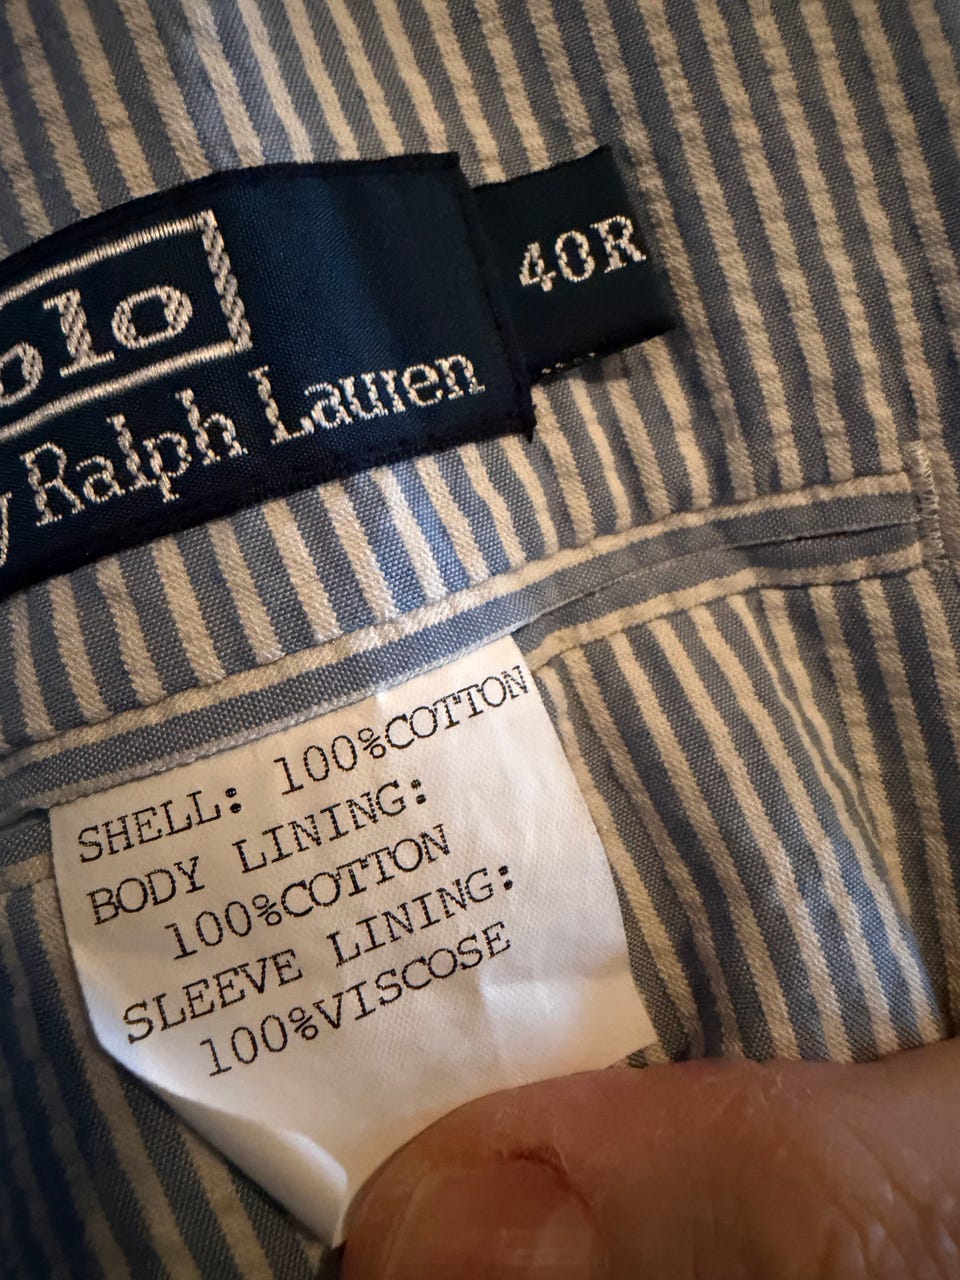 olo
y Ralph Lauren
40R
SHELL: 100%COTTON
BODY LINING:
100%COTTON
SLEEVE LINING:
100%VISCOSE